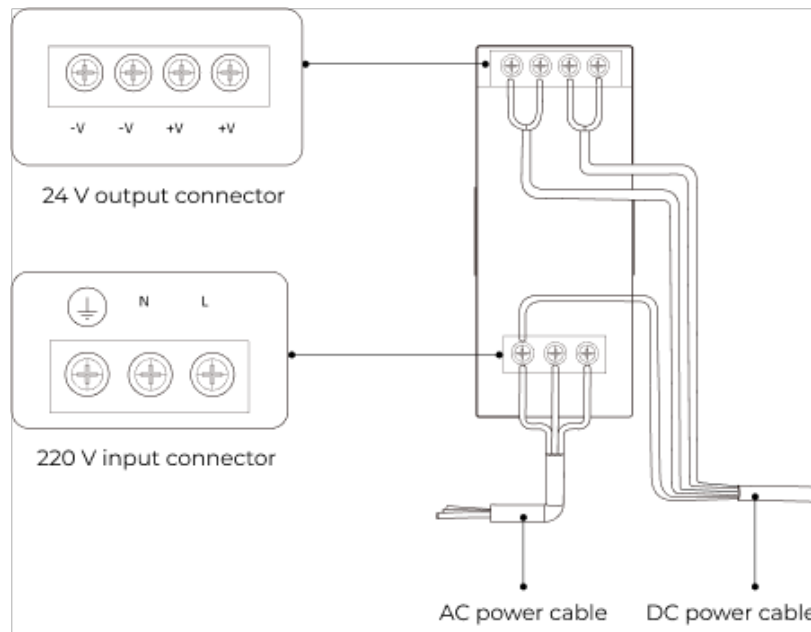 -V -V +V +V
24 V output connector
N L
220 V input connector
AC power cable DC power cable